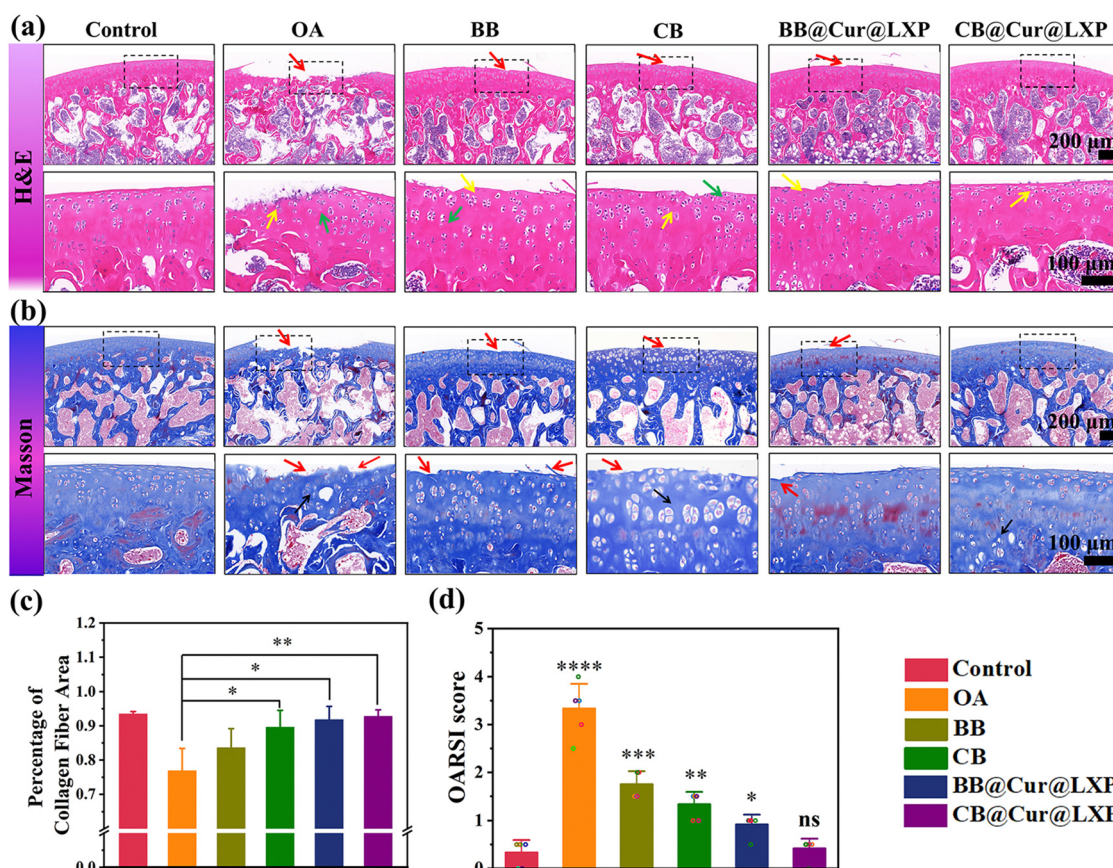 (a)
Control OA BB CB BB@Cur@LXP CB@Cur@LXP
H&E
200 μm
100 μm
(b)
Masson
200 μm
100 μm
(c)
Percentage of
Collagen Fiber Area
1.2
1.1
1.0
0.9
0.8
0.7
0.0
**
*
*
(d)
OARSI score
5
4
3
2
1
0
****
***
**
*
ns
Control
OA
BB
CB
BB@Cur@LXP
CB@Cur@LXP